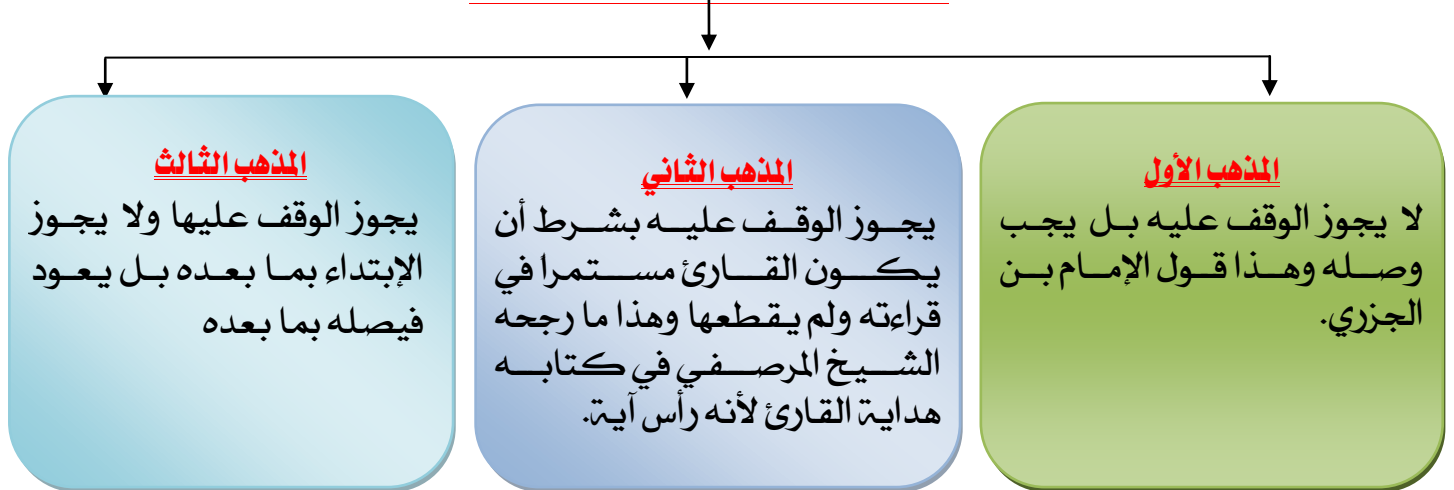 المذهب الأول
لا يجوز الوقف عليه بل يجب
وصله وهذا قول الإمام بن
الجزري.
المذهب الثاني
يجوز الوقف عليه بشرط أن
يكون القارئ مستمرا في
قراءته ولم يقطعها وهذا ما رجحه
الشيخ المرصفي في كتابه
هداية القارئ لأنه رأس آية.
المذهب الثالث
يجوز الوقف عليها ولا يجوز
الإبتداء بما بعده بل يعود
فيصله بما بعده